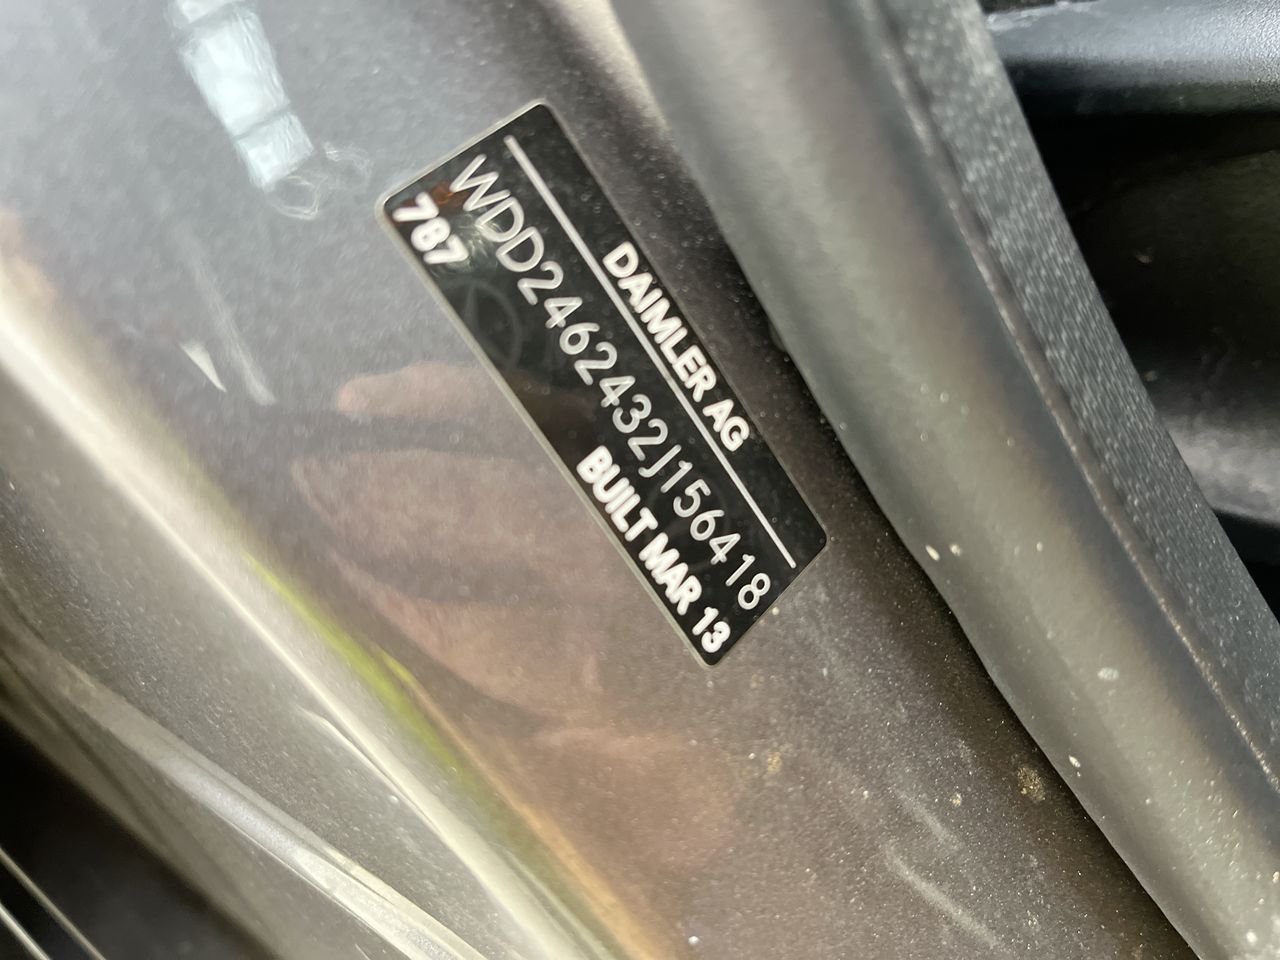 DAIMLER AG
WDD2462432J156418
787 BUILT MAR 13